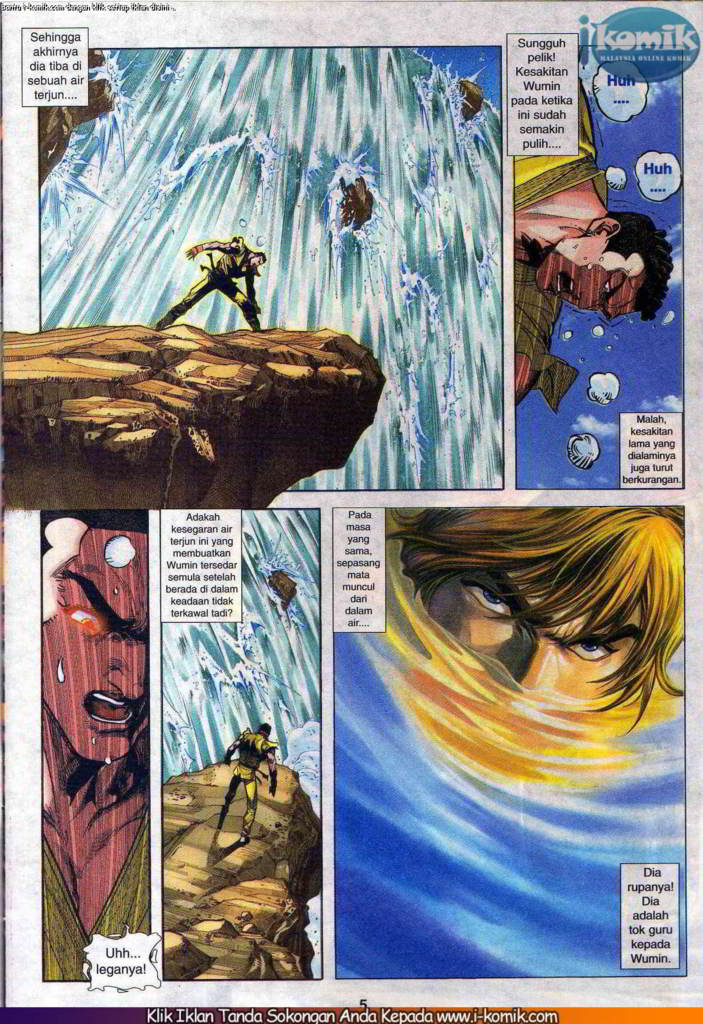 Sehingga
akhirnya
dia tiba di
sebuah air
terjun....
Sungguh
pelik!
Kesakitan
Wumin
pada ketika
ini sudah
semakin
pulih....
i komik
MALAYSIA ONLINE KOMIK
Huh
....
Huh
....
Malah,
kesakitan
lama yang
dialaminya
juga turut
berkurangan.
Uhh...
leganya!
Adakah
kesegaran air
terjun ini yang
membuatkan
Wumin tersedar
semula setelah
berada di dalam
keadaan tidak
terkawal tadi?
Pada
masa
yang
sama,
sepasang
mata
muncul
dari
dalam
air....
Dia
rupanya!
Dia
adalah
tok guru
kepada
Wumin.
5
Klik Iklan Tanda Sokongan Anda Kepada www.i-komik.com